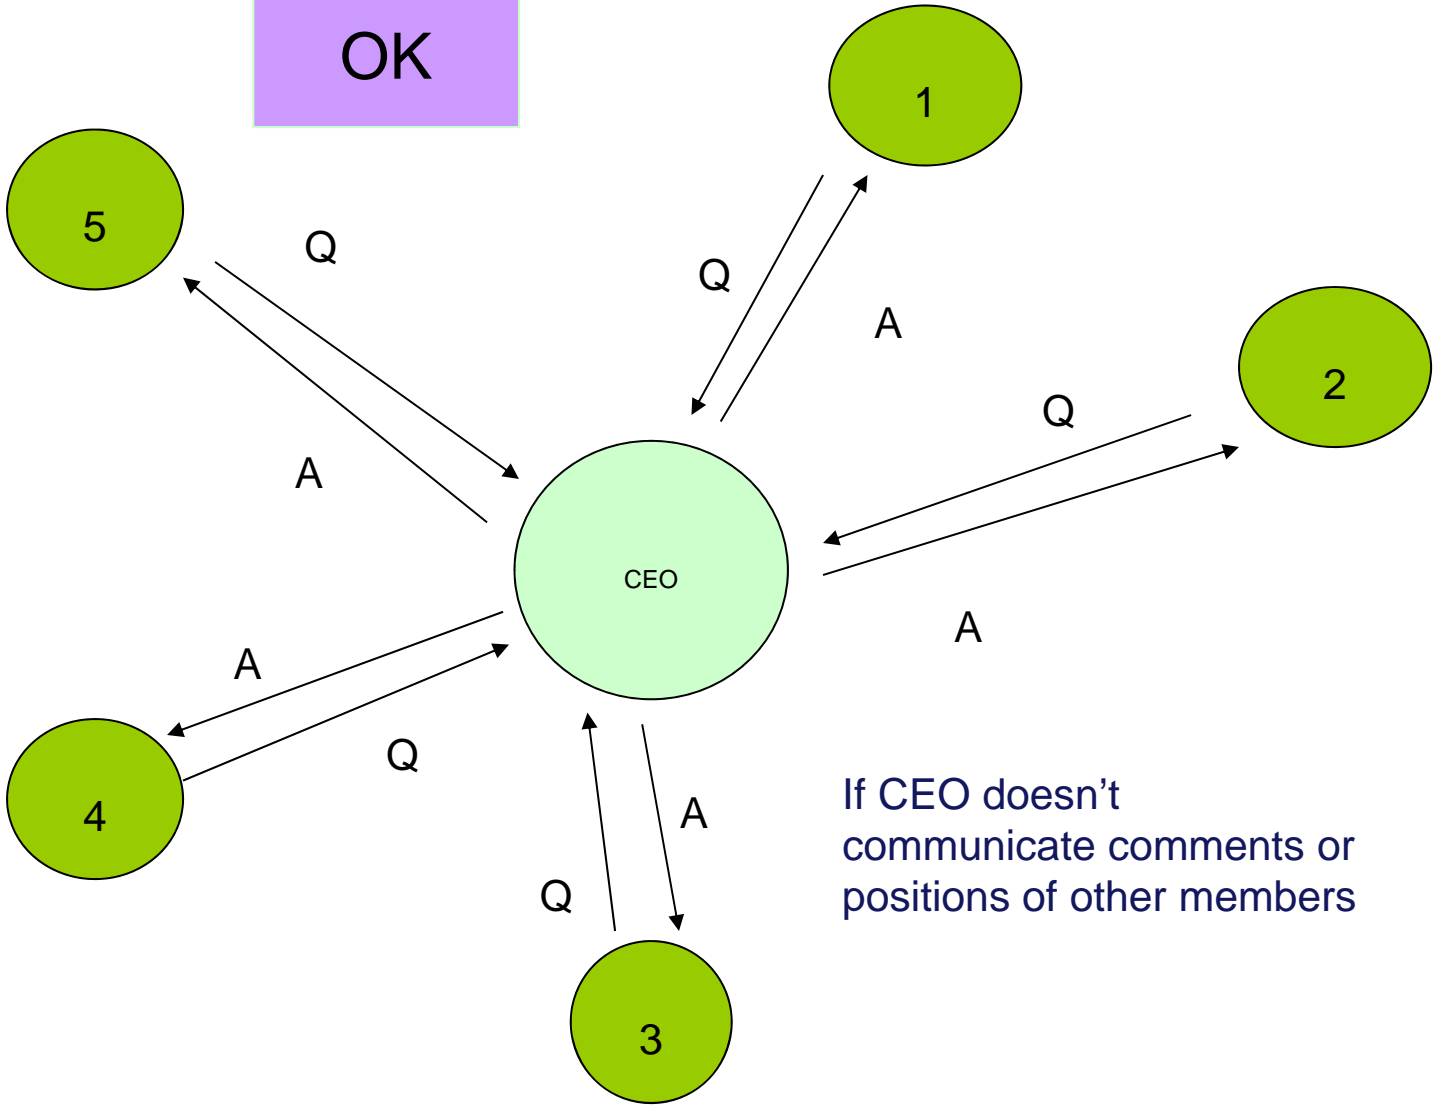 OK
1
5
Q
Q
A
2
Q
A
CEO
A
A
Q
If CEO doesn't
communicate comments or
positions of other members
4
A
Q
3